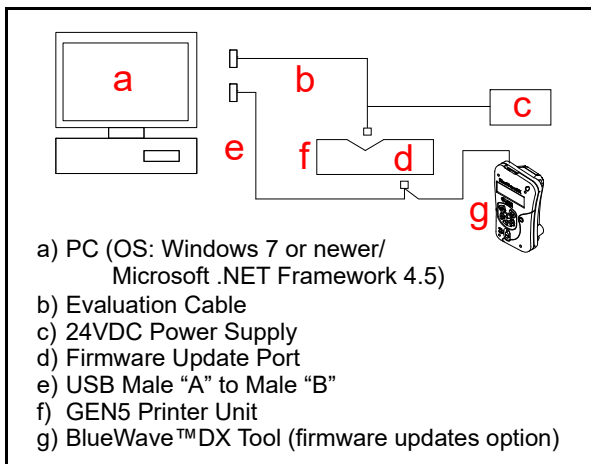 a
b
c
e
f
d
g
a) PC (OS: Windows 7 or newer/
Microsoft .NET Framework 4.5)
b) Evaluation Cable
c) 24VDC Power Supply
d) Firmware Update Port
e) USB Male “A” to Male “B”
f) GEN5 Printer Unit
g) BlueWave™DX Tool (firmware updates option)